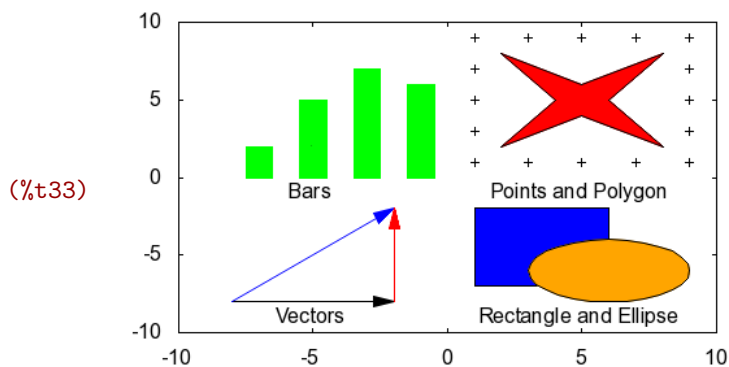 10
5
(%t33)
0
Bars
Points and Polygon
-5
Vectors
Rectangle and Ellipse
-10
-10 -5 0 5 10